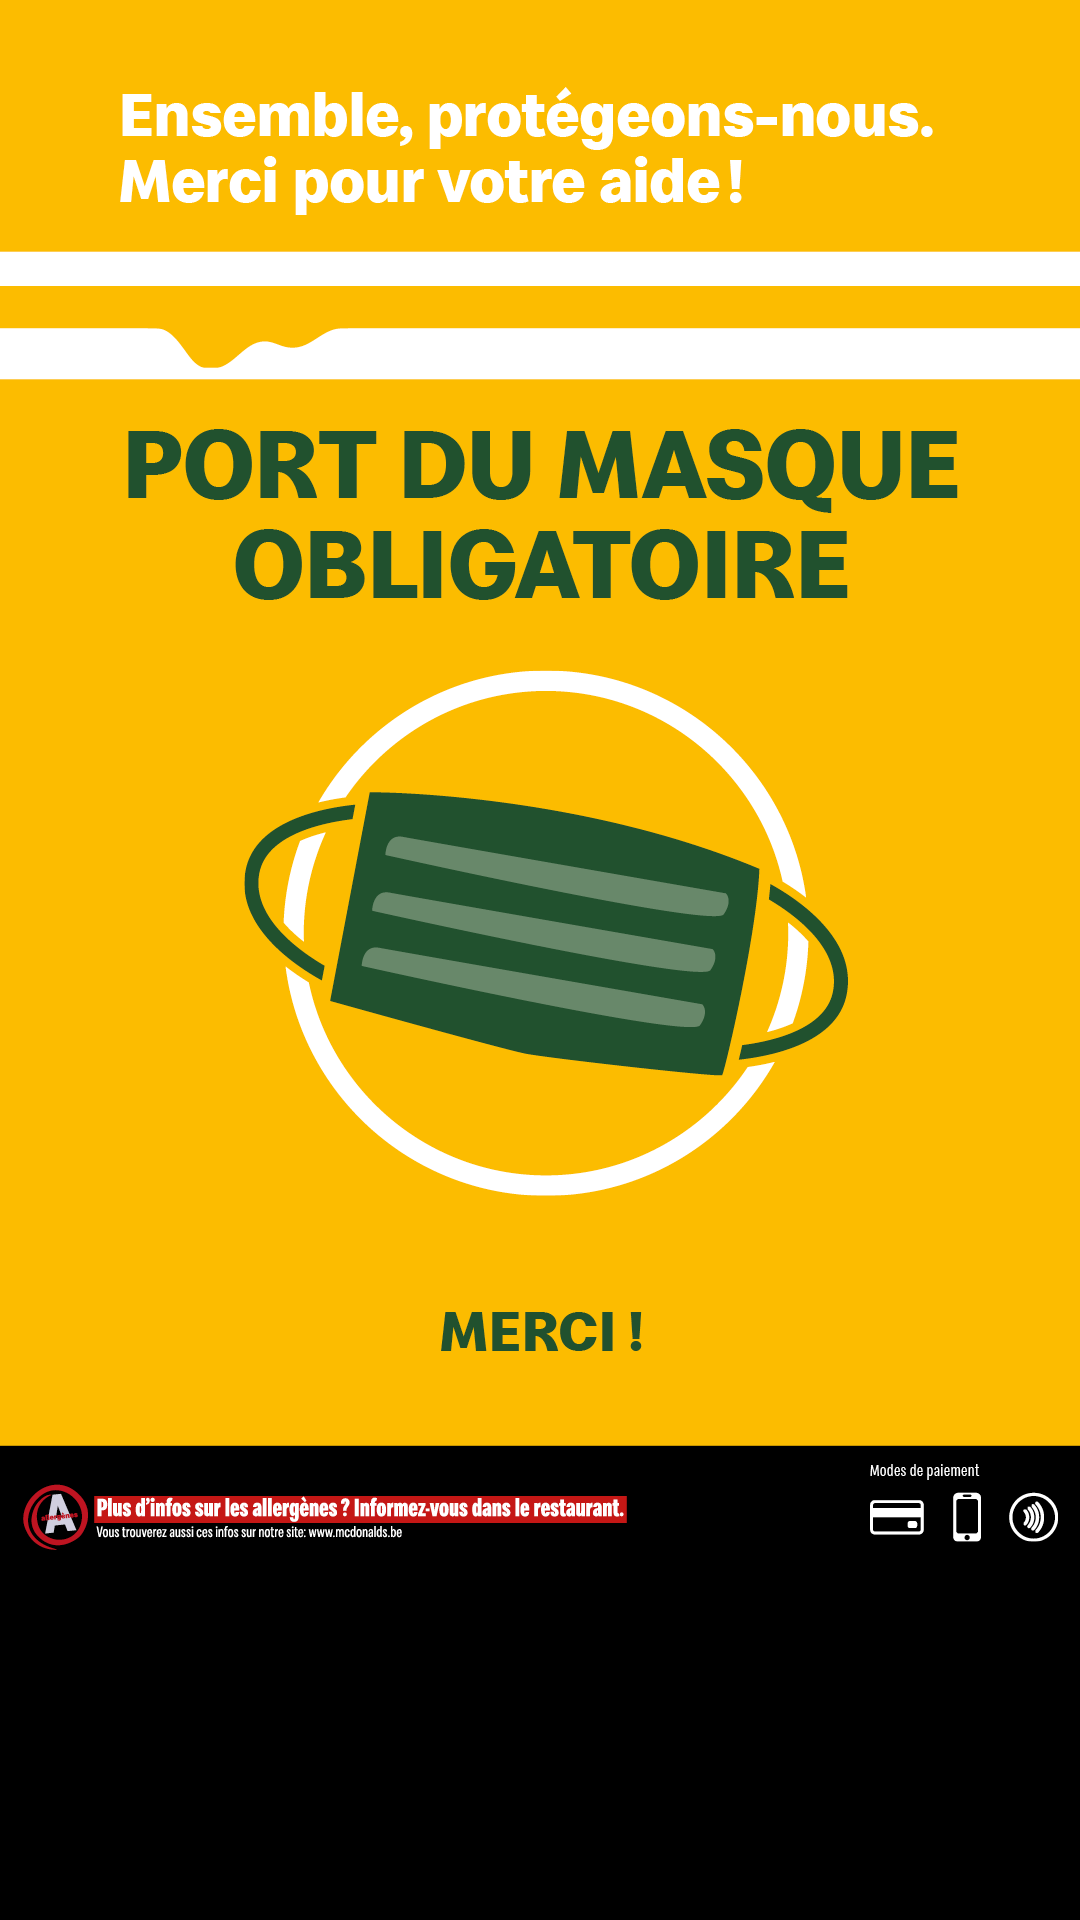 Ensemble, protégeons-nous.
Merci pour votre aide !
PORT DU MASQUE
OBLIGATOIRE
MERCI !
Modes de paiement
A
allergènes
Plus d'infos sur les allergènes ? Informez-vous dans le restaurant.
Vous trouverez aussi ces infos sur notre site: www.mcdonalds.be